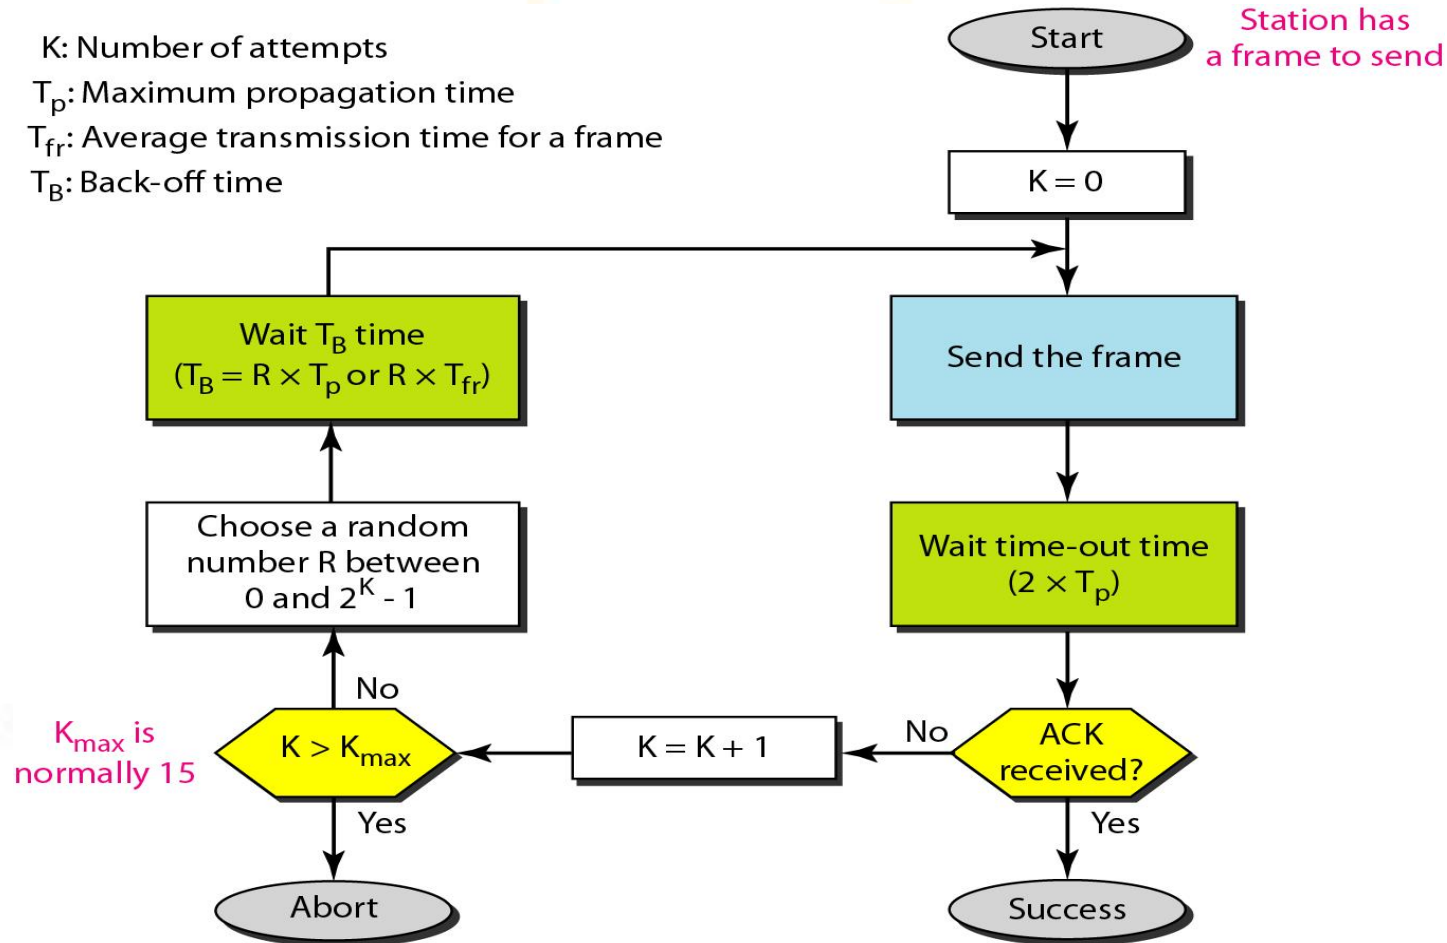 K: Number of attempts
Tp: Maximum propagation time
Tfr: Average transmission time for a frame
TB: Back-off time
Start
Station has
a frame to send
K = 0
Wait TB time
(TB = R × Tp or R × Tfr)
Send the frame
Choose a random
number R between
0 and 2^K - 1
Wait time-out time
(2 × Tp)
No
Kmax is
normally 15
K > Kmax
K = K + 1
No
ACK
received?
Yes
Yes
Abort
Success